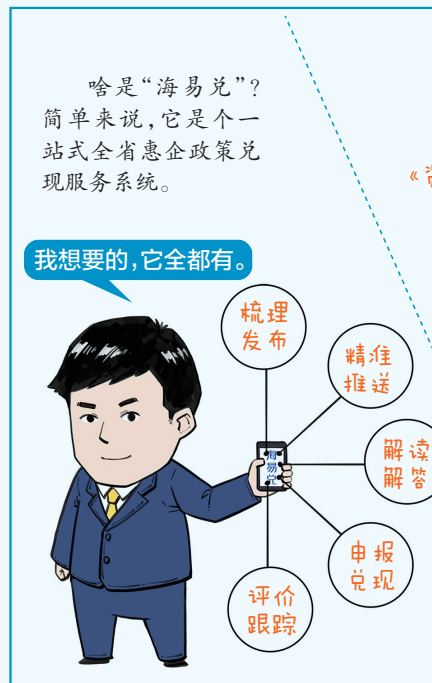 啥是“海易兑”?
简单来说,它是个一
站式全省惠企政策兑
现服务系统。
我想要的,它全都有。
梳理
发布
精准
推送
解读
解答
申报
兑现
评价
跟踪
海易兑